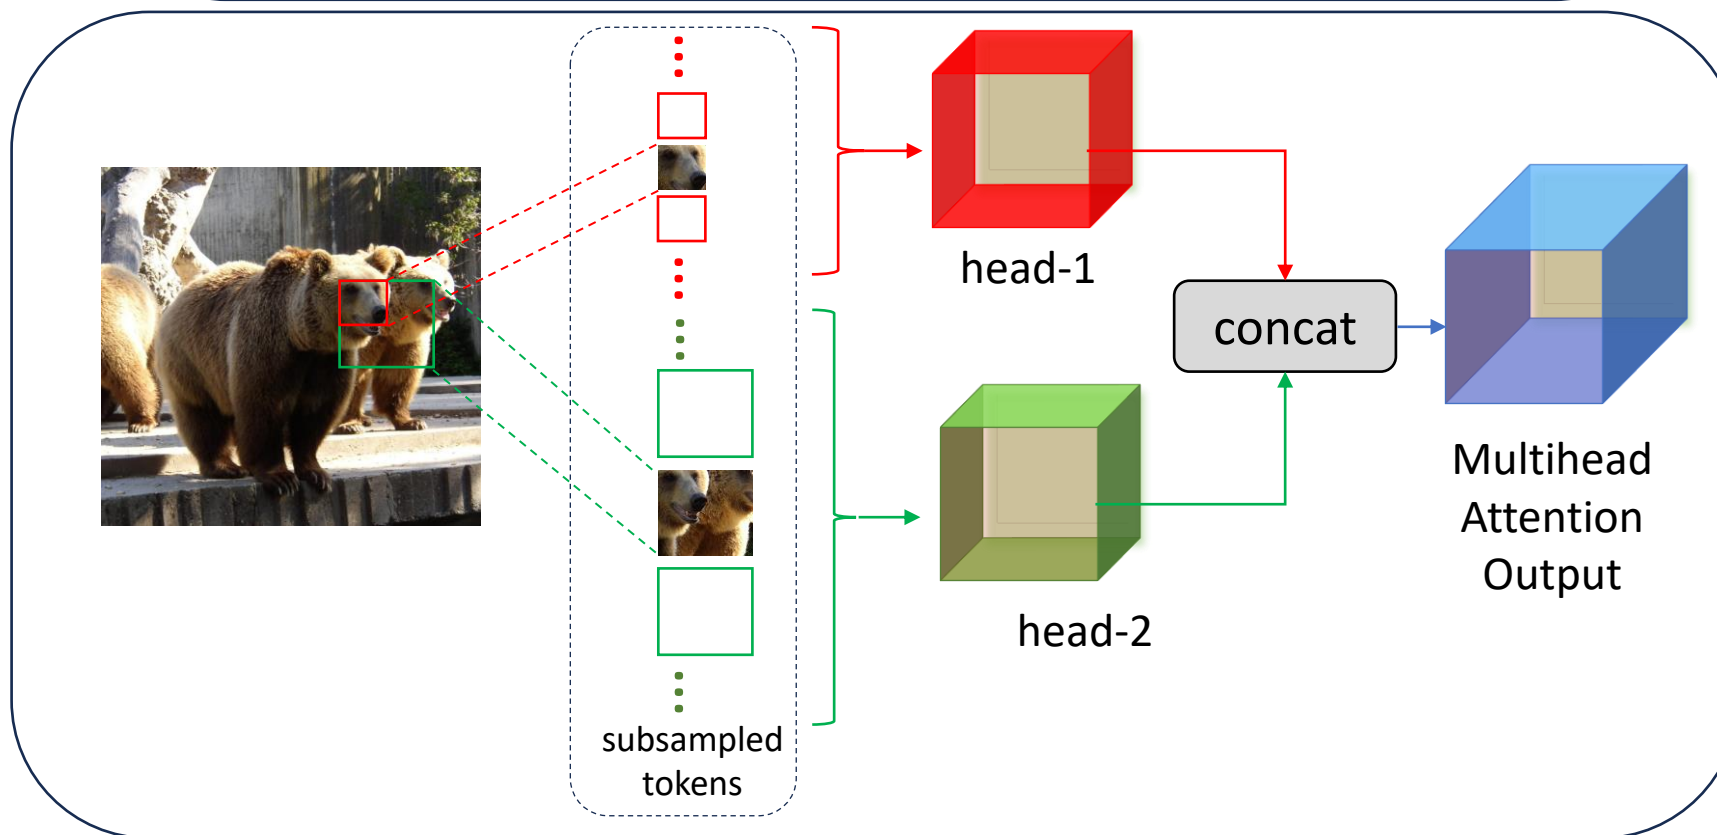 head-1
concat
Multihead
Attention
Output
head-2
subsampled
tokens